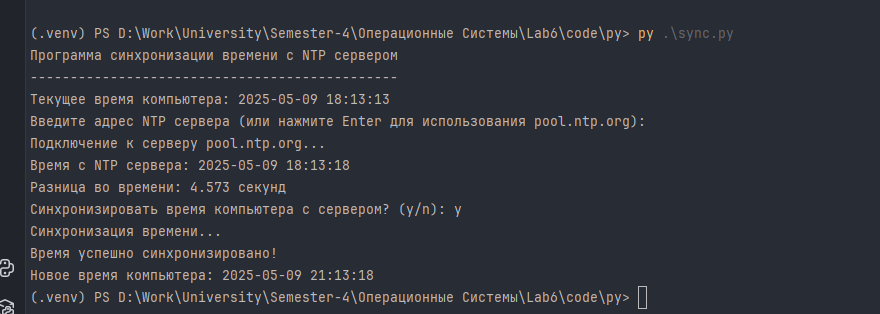 (.venv) PS D:\Work\University\Semester-4\Операционные Системы\Lab6\code\py> py .\sync.py
Программа синхронизации времени с NTP сервером
----------------------------------------------
Текущее время компьютера: 2025-05-09 18:13:13
Введите адрес NTP сервера (или нажмите Enter для использования pool.ntp.org):
Подключение к серверу pool.ntp.org...
Время с NTP сервера: 2025-05-09 18:13:18
Разница во времени: 4.573 секунд
Синхронизировать время компьютера с сервером? (y/n): y
Синхронизация времени...
Время успешно синхронизировано!
Новое время компьютера: 2025-05-09 21:13:18
(.venv) PS D:\Work\University\Semester-4\Операционные Системы\Lab6\code\py>